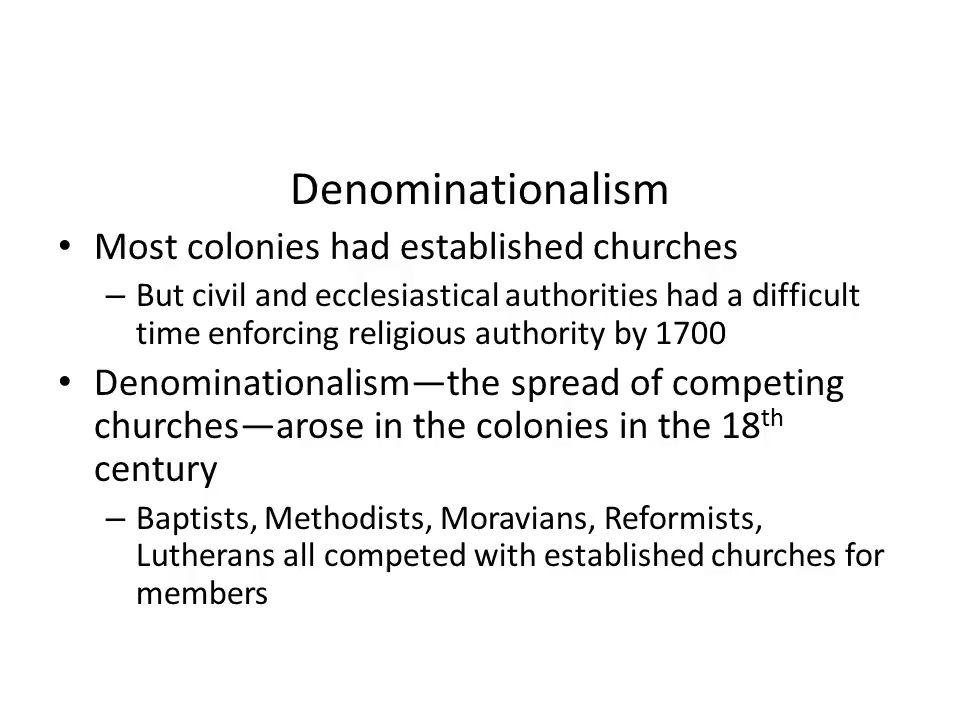 Denominationalism
• Most colonies had established churches
– But civil and ecclesiastical authorities had a difficult
time enforcing religious authority by 1700
• Denominationalism—the spread of competing
churches—arose in the colonies in the 18th
century
– Baptists, Methodists, Moravians, Reformists,
Lutherans all competed with established churches for
members